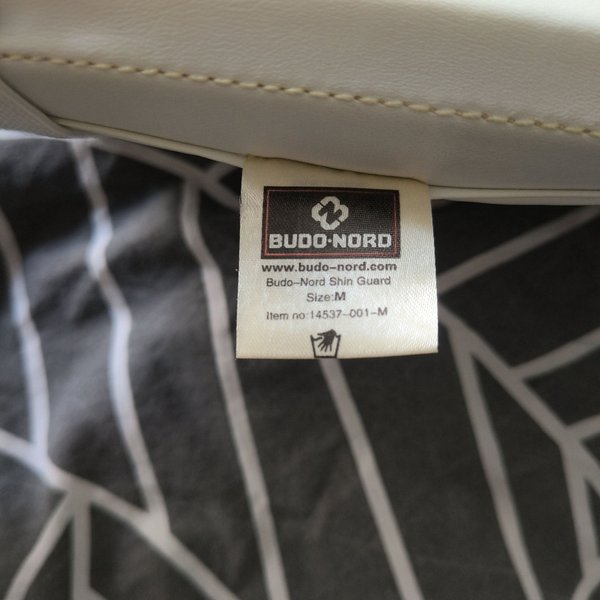 BUDO-NORD
www.budo-nord.com
Budo-Nord Shin Guard
Size:M
Item no:14537-001-M